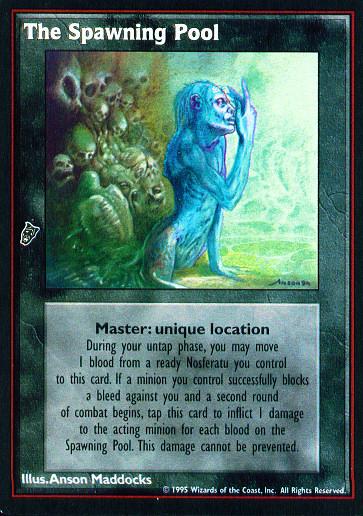 The Spawning Pool
ANSON 94
Master: unique location
During your untap phase, you may move
1 blood from a ready Nosferatu you control
to this card. If a minion you control successfully blocks
a bleed against you and a second round
of combat begins, tap this card to inflict 1 damage
to the acting minion for each blood on the
Spawning Pool. This damage cannot be prevented.
Illus. Anson Maddocks
© 1995 Wizards of the Coast, Inc. All Rights Reserved.